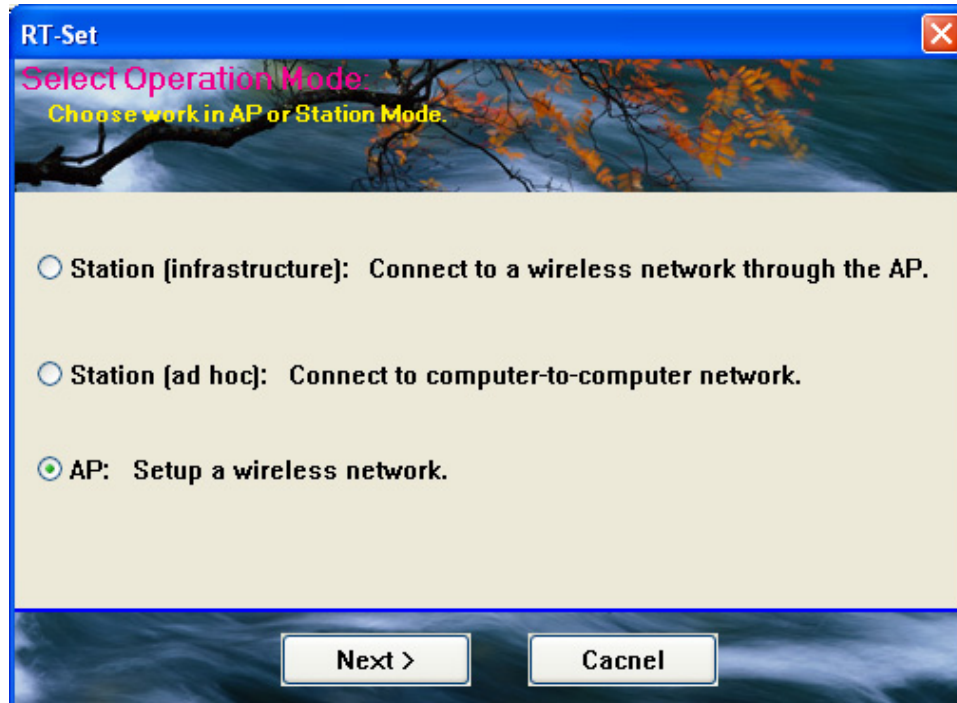 RT-Set
Select Operation Mode:
Choose work in AP or Station Mode.
Station (infrastructure): Connect to a wireless network through the AP.
Station (ad hoc): Connect to computer-to-computer network.
AP: Setup a wireless network.
Next >
Cacnel